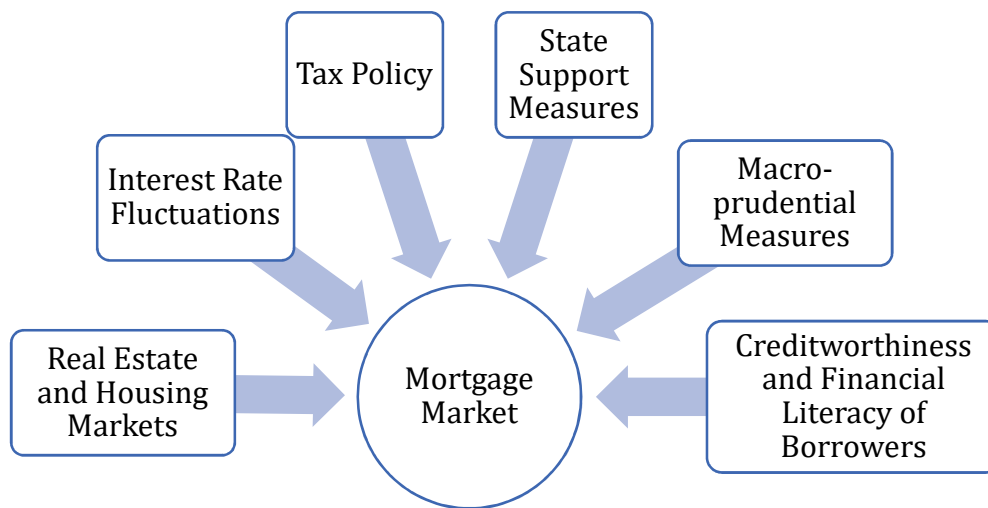 Tax Policy
State
Support
Measures
Interest Rate
Fluctuations
Macro-
prudential
Measures
Real Estate
and Housing
Markets
Mortgage
Market
Creditworthiness
and Financial
Literacy of
Borrowers